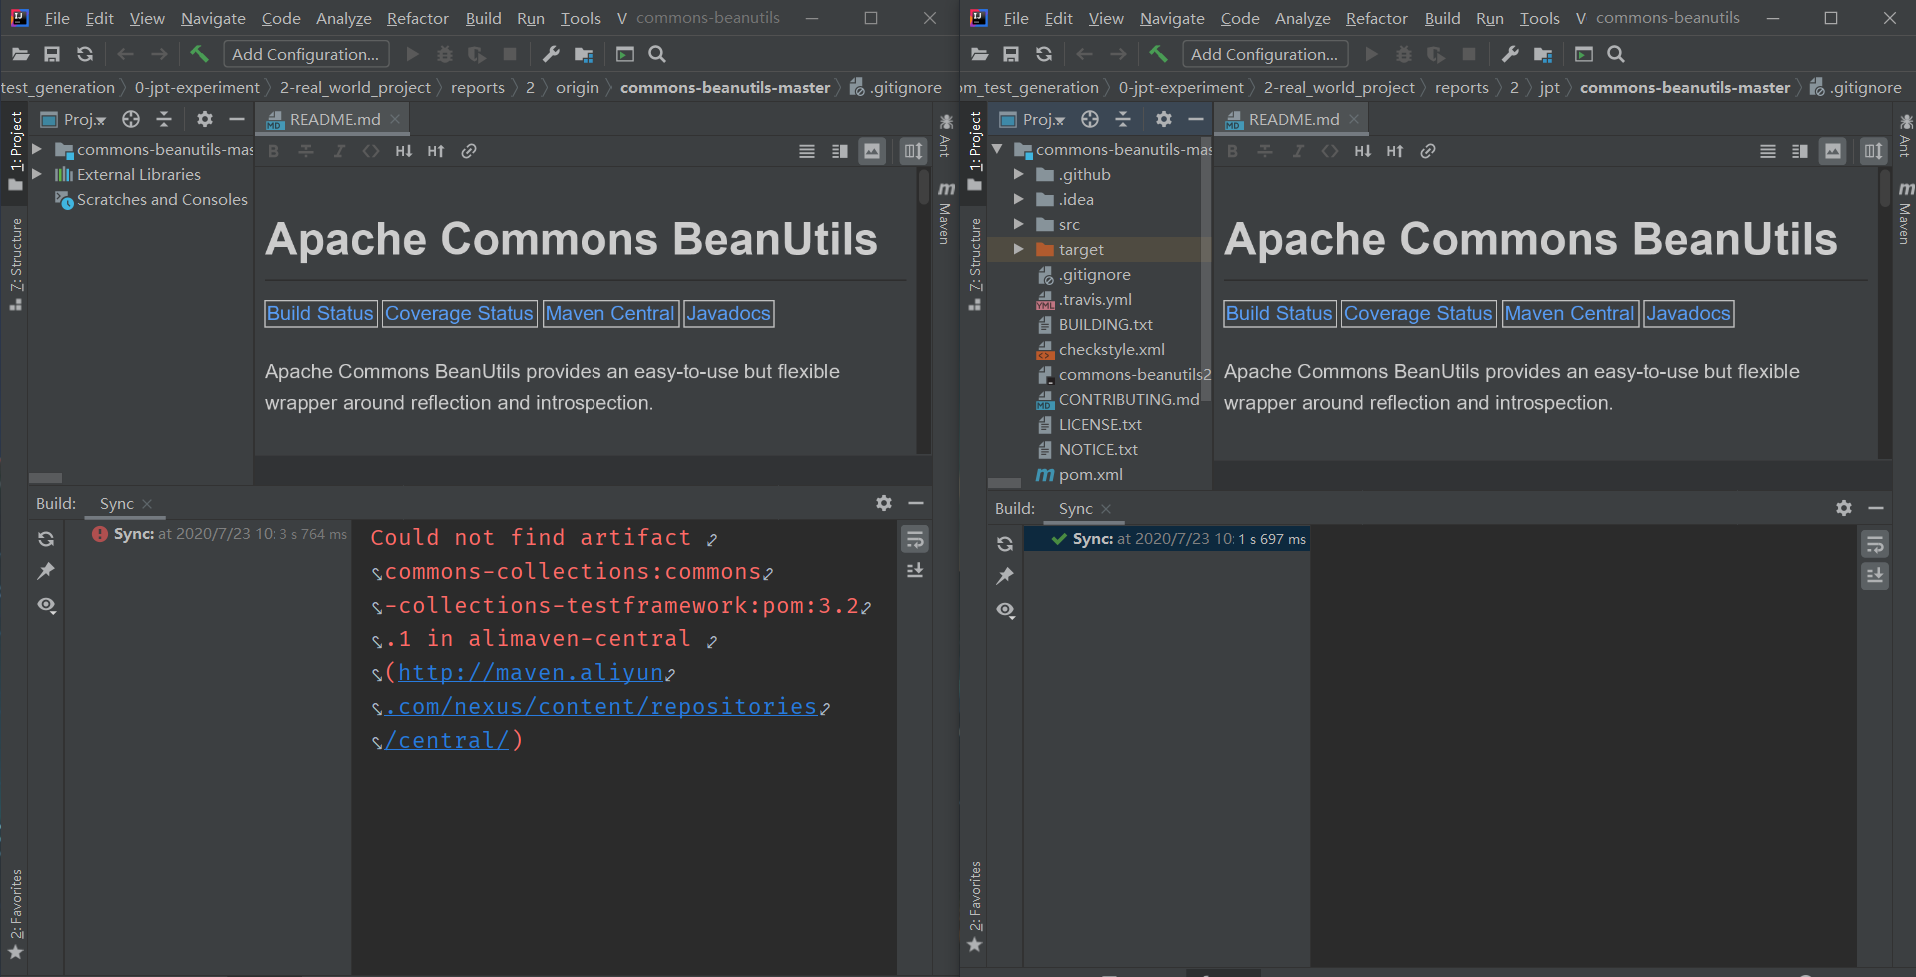 File Edit View Navigate Code Analyze Refactor Build Run Tools V commons-beanutils
Add Configuration...
test_generation 0-jpt-experiment 2-real_world_project reports 2 origin commons-beanutils-master .gitignore
1: Project
Proj...
README.md
Ant
commons-beanutils-mas
External Libraries
Scratches and Consoles
Maven
7: Structure
Apache Commons BeanUtils
Build Status Coverage Status Maven Central Javadocs
Apache Commons BeanUtils provides an easy-to-use but flexible
wrapper around reflection and introspection.
Build: Sync
Sync: at 2020/7/23 10: 3 s 764 ms
Could not find artifact
commons-collections:commons
-collections-testframework:pom:3.2
.1 in alimaven-central
(http://maven.aliyun
.com/nexus/content/repositories
/central/)
2: Favorites
File Edit View Navigate Code Analyze Refactor Build Run Tools V commons-beanutils
Add Configuration...
om_test_generation 0-jpt-experiment 2-real_world_project reports 2 jpt commons-beanutils-master .gitignore
1: Project
Proj...
README.md
Ant
commons-beanutils-mas
.github
.idea
src
target
.gitignore
.travis.yml
BUILDING.txt
checkstyle.xml
commons-beanutils2
CONTRIBUTING.md
LICENSE.txt
NOTICE.txt
pom.xml
Maven
7: Structure
Apache Commons BeanUtils
Build Status Coverage Status Maven Central Javadocs
Apache Commons BeanUtils provides an easy-to-use but flexible
wrapper around reflection and introspection.
Build: Sync
Sync: at 2020/7/23 10: 1 s 697 ms
2: Favorites